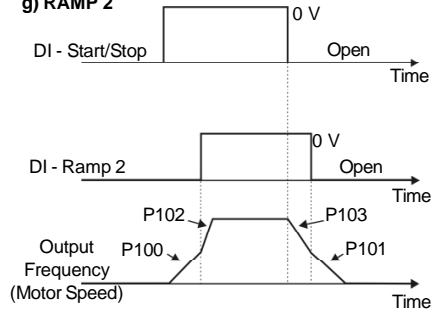 g) RAMP 2
0 V
DI - Start/Stop
Open
Time
0 V
DI - Ramp 2
Open
Time
P102
P103
Output
Frequency
(Motor Speed)
P100
P101
Time